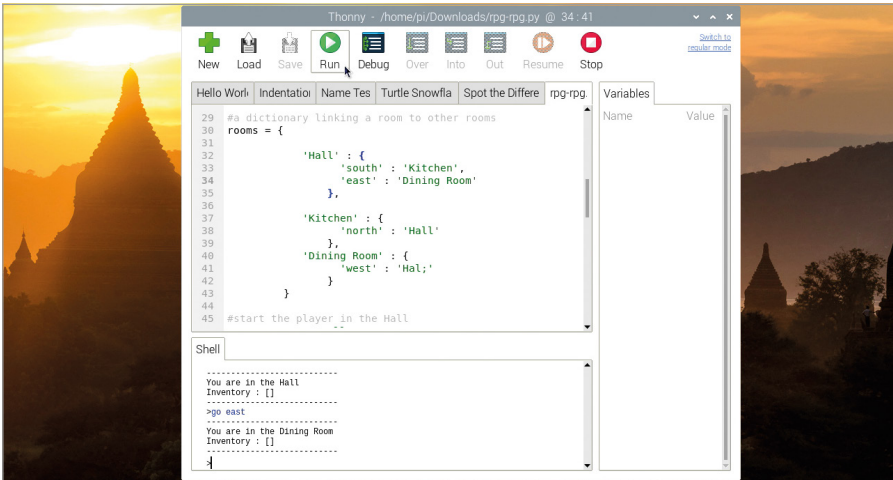 Thonny - /home/pi/Downloads/rpg-rpg.py @ 34:41
Switch to
regular mode
New Load Save Run Debug Over Into Out Resume Stop
Hello Worl Indentatio Name Tes Turtle Snowfla Spot the Differe rpg-rpg. Variables
Name Value
29 #a dictionary linking a room to other rooms
30 rooms = {
31
32 'Hall' : {
33 'south' : 'Kitchen',
34 'east' : 'Dining Room'
35 },
36
37 'Kitchen' : {
38 'north' : 'Hall'
39 },
40 'Dining Room' : {
41 'west' : 'Hal;'
42 }
43 }
44
45 #start the player in the Hall
Shell
---------------------------
You are in the Hall
Inventory : []
---------------------------
>go east
---------------------------
You are in the Dining Room
Inventory : []
---------------------------
>